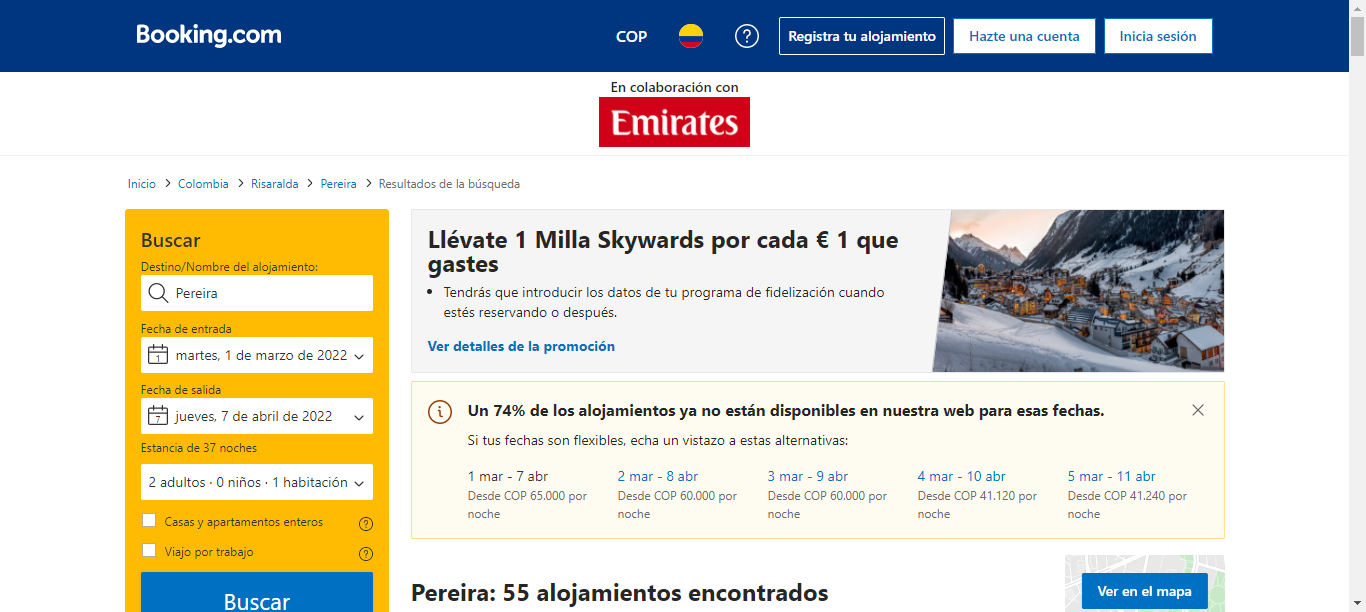 Booking.com
COP
Registra tu alojamiento
Hazte una cuenta
Inicia sesión
En colaboración con
Emirates
Inicio > Colombia > Risaralda > Pereira > Resultados de la búsqueda
Buscar
Destino/Nombre del alojamiento:
Pereira
Fecha de entrada
1
martes, 1 de marzo de 2022
Fecha de salida
7
jueves, 7 de abril de 2022
Estancia de 37 noches
2 adultos · 0 niños · 1 habitación
Casas y apartamentos enteros
Viajo por trabajo
Buscar
Llévate 1 Milla Skywards por cada € 1 que
gastes
• Tendrás que introducir los datos de tu programa de fidelización cuando
estés reservando o después.
Ver detalles de la promoción
Un 74% de los alojamientos ya no están disponibles en nuestra web para esas fechas.
Si tus fechas son flexibles, echa un vistazo a estas alternativas:
1 mar - 7 abr
Desde COP 65.000 por
noche
2 mar - 8 abr
Desde COP 60.000 por
noche
3 mar - 9 abr
Desde COP 60.000 por
noche
4 mar - 10 abr
Desde COP 41.120 por
noche
5 mar - 11 abr
Desde COP 41.240 por
noche
Pereira: 55 alojamientos encontrados
Ver en el mapa